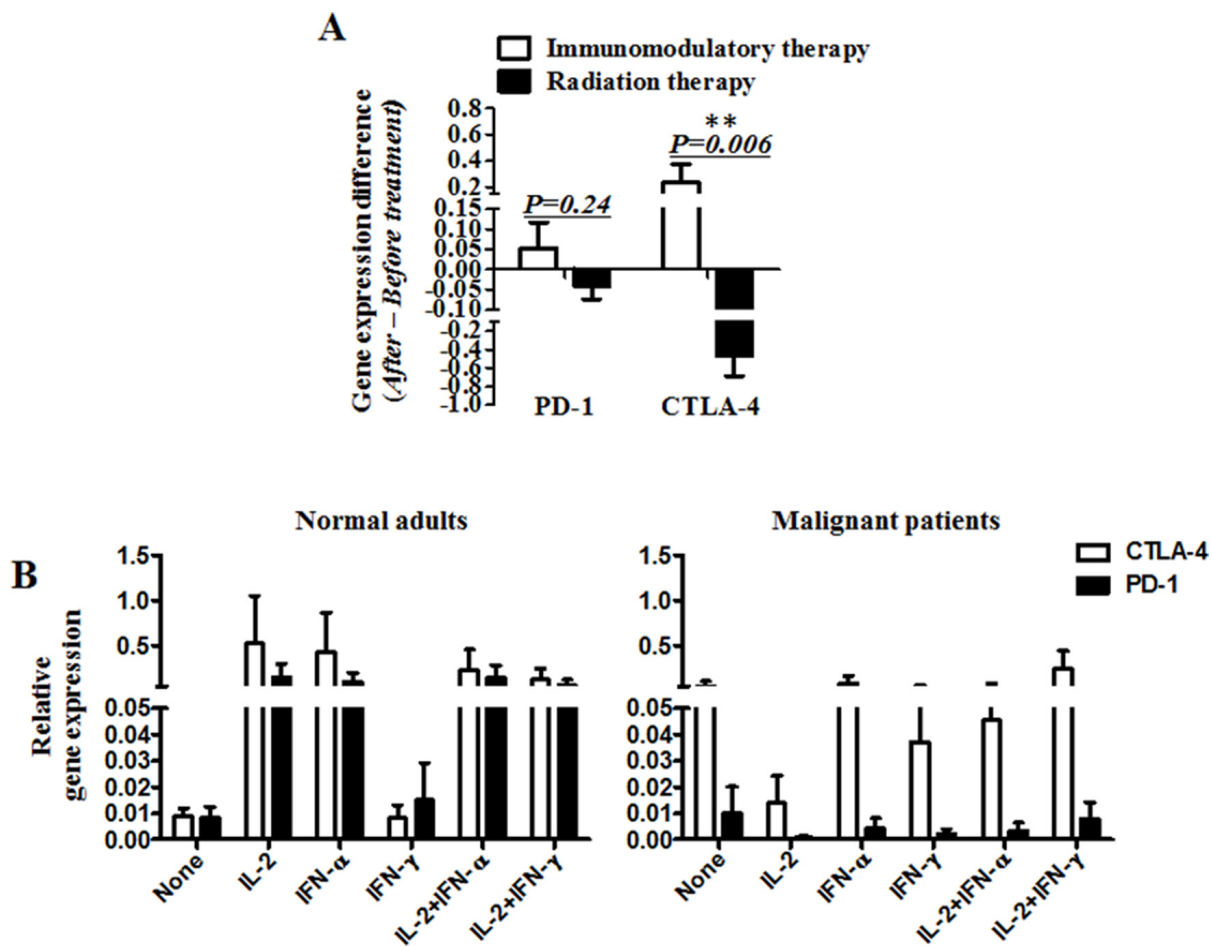 A
Immunomodulatory therapy
Radiation therapy
Gene expression difference
(After – Before treatment)
0.8
0.6
0.4
0.2
0.15
0.10
0.05
0.00
-0.05
-0.10
-0.2
-0.4
-0.6
-0.8
-1.0
P=0.24
**
P=0.006
PD-1
CTLA-4
B
Normal adults
Relative
gene expression
1.5
1.0
0.5
0.05
0.04
0.03
0.02
0.01
0.00
None
IL-2
IFN-α
IFN-γ
IL-2+IFN-α
IL-2+IFN-γ
Malignant patients
CTLA-4
PD-1
1.5
1.0
0.5
0.05
0.04
0.03
0.02
0.01
0.00
None
IL-2
IFN-α
IFN-γ
IL-2+IFN-α
IL-2+IFN-γ